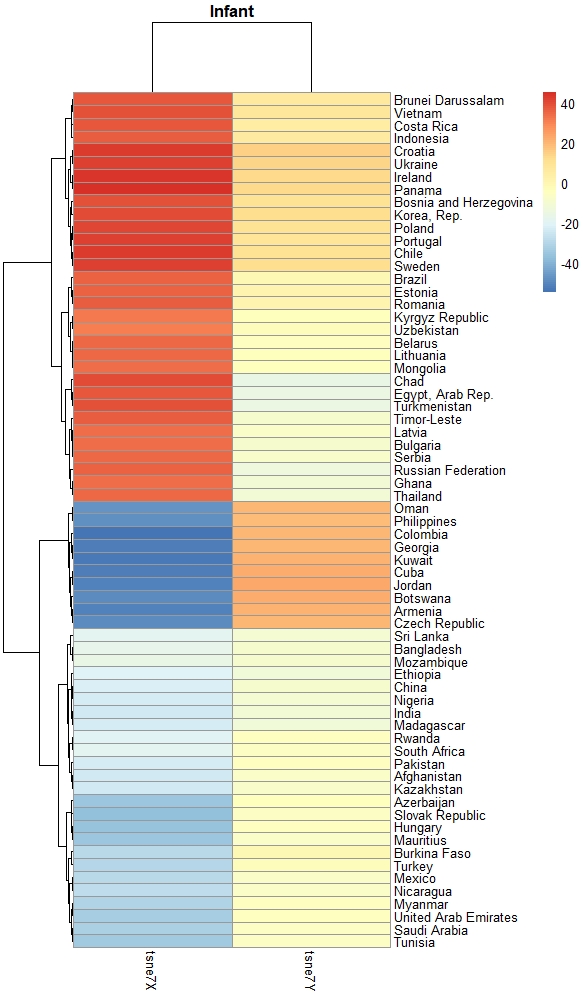 Infant
Brunei Darussalam
Vietnam
Costa Rica
Indonesia
Croatia
Ukraine
Ireland
Panama
Bosnia and Herzegovina
Korea, Rep.
Poland
Portugal
Chile
Sweden
Brazil
Estonia
Romania
Kyrgyz Republic
Uzbekistan
Belarus
Lithuania
Mongolia
Chad
Egypt, Arab Rep.
Turkmenistan
Timor-Leste
Latvia
Bulgaria
Serbia
Russian Federation
Ghana
Thailand
Oman
Philippines
Colombia
Georgia
Kuwait
Cuba
Jordan
Botswana
Armenia
Czech Republic
Sri Lanka
Bangladesh
Mozambique
Ethiopia
China
Nigeria
India
Madagascar
Rwanda
South Africa
Pakistan
Afghanistan
Kazakhstan
Azerbaijan
Slovak Republic
Hungary
Mauritius
Burkina Faso
Turkey
Mexico
Nicaragua
Myanmar
United Arab Emirates
Saudi Arabia
Tunisia
40
20
0
-20
-40
tsne7X
tsne7Y